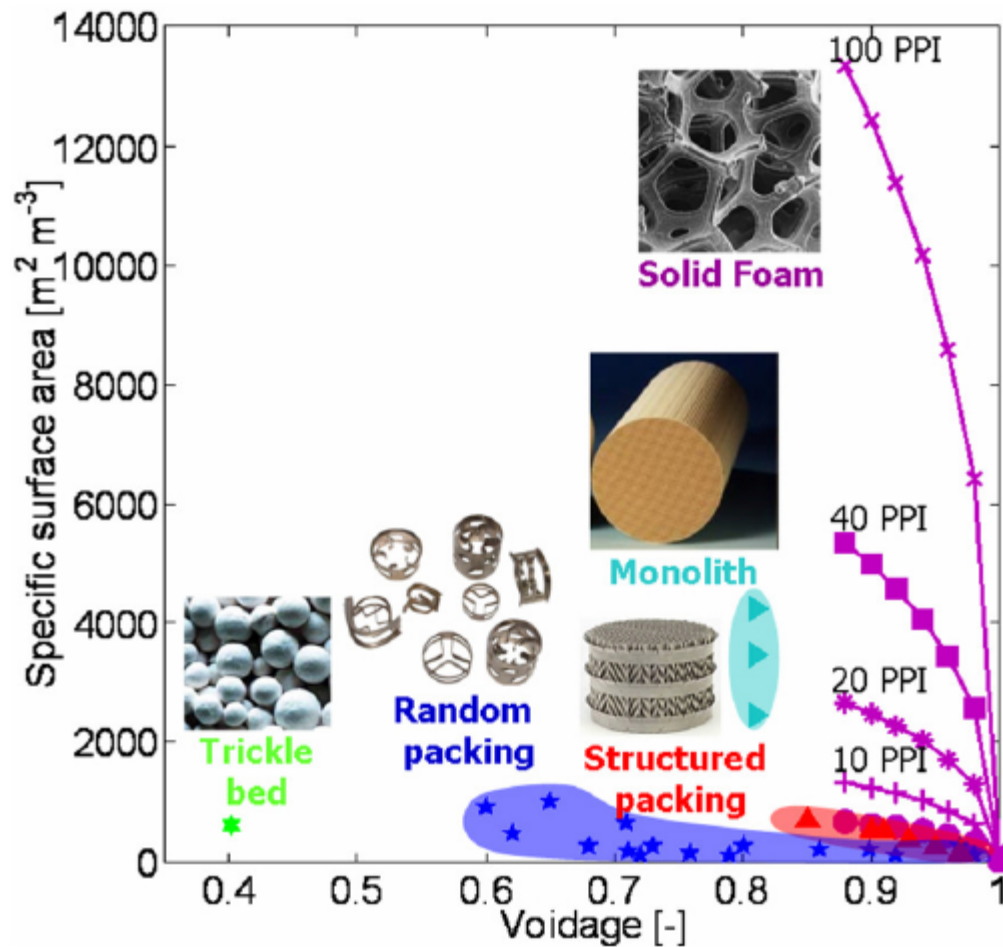 14000
12000
10000
8000
6000
4000
2000
0
Specific surface area [m² m⁻³]
100 PPI
Solid Foam
Monolith
40 PPI
20 PPI
10 PPI
Random
packing
Structured
packing
Trickle
bed
0.4
0.5
0.6
0.7
0.8
0.9
1
Voidage [-]